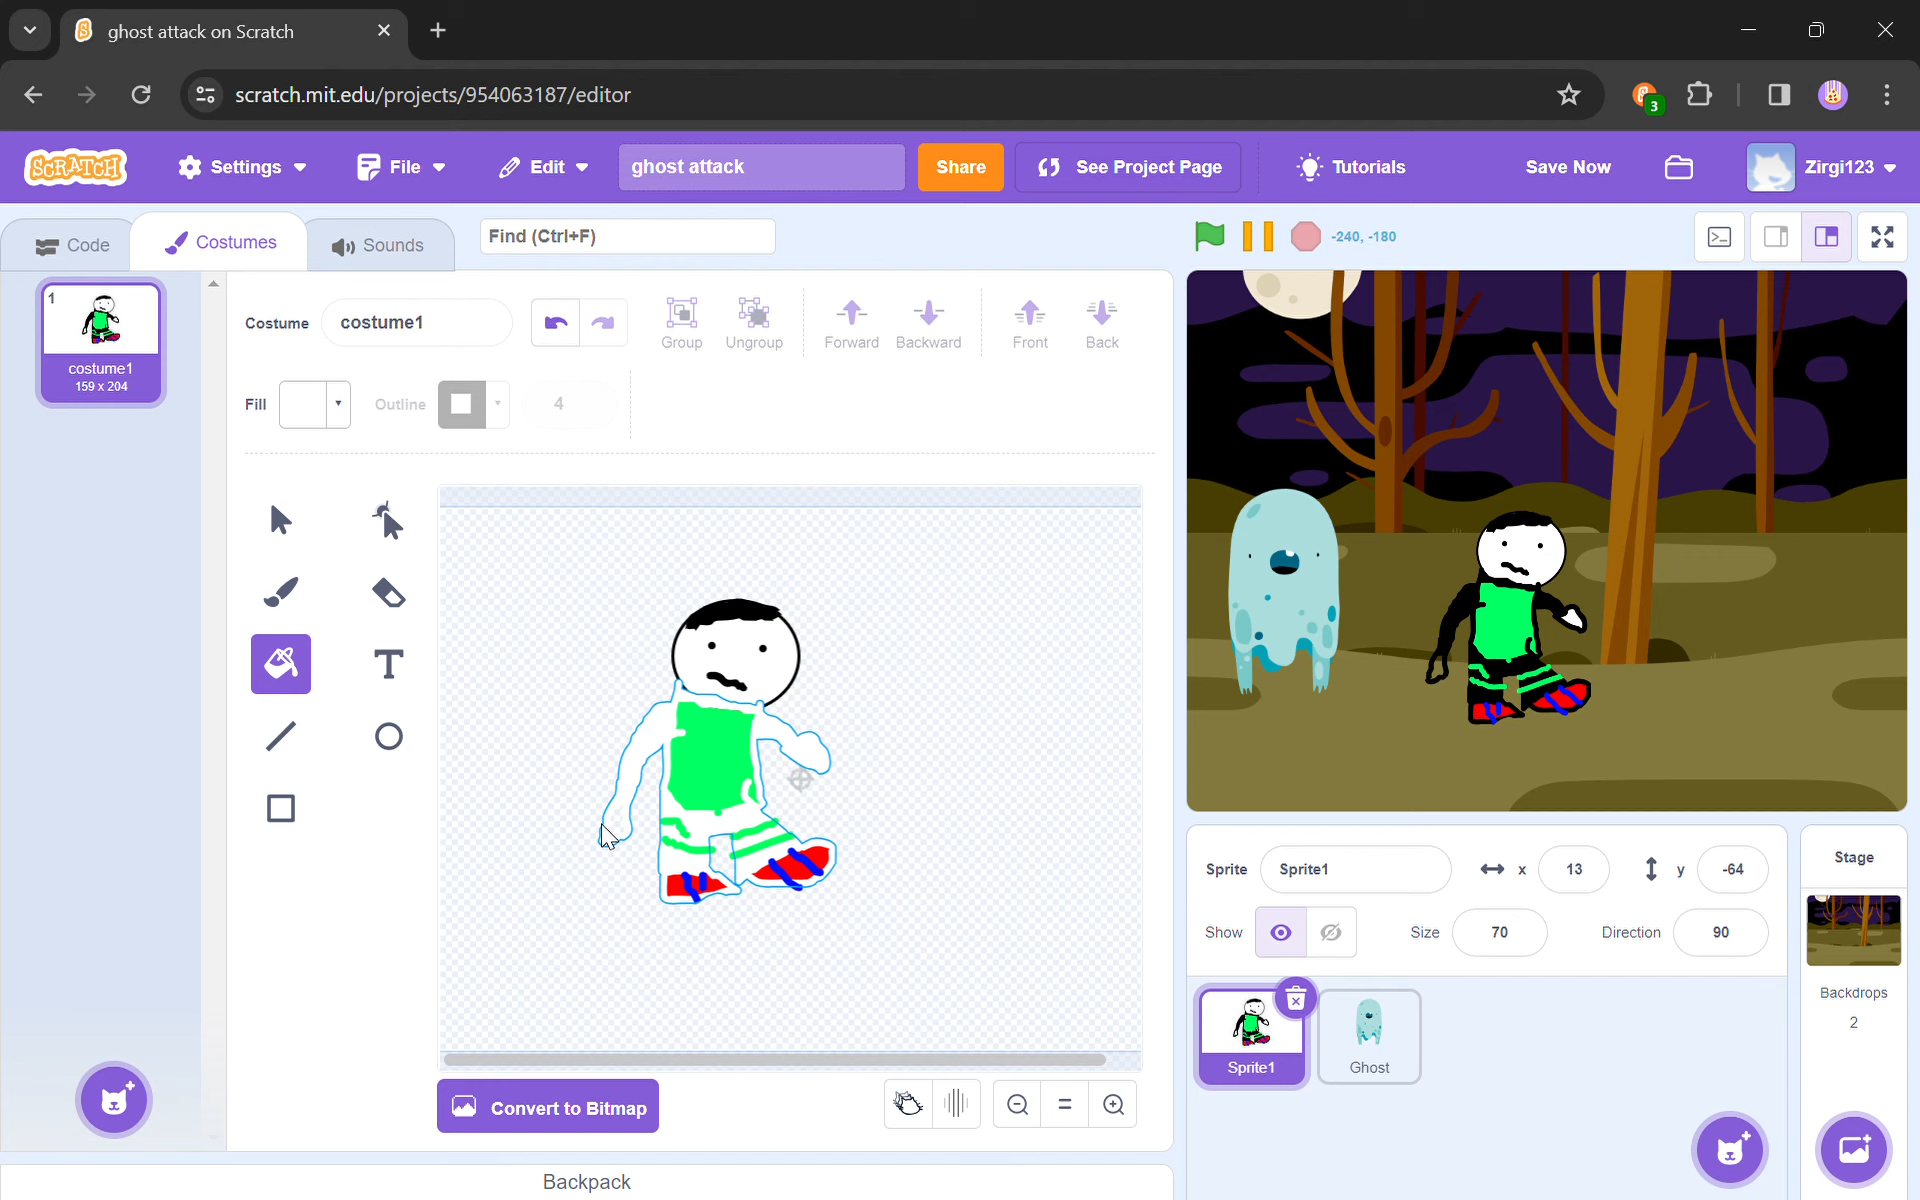 ghost attack on Scratch
scratch.mit.edu/projects/954063187/editor
3
SCRATCH
Settings
File
Edit
ghost attack
Share
See Project Page
Tutorials
Save Now
Zirgi123
Code
Costumes
Sounds
Find (Ctrl+F)
-240, -180
1
costume1
159 x 204
Costume
costume1
Group
Ungroup
Forward
Backward
Front
Back
Fill
Outline
4
T
Convert to Bitmap
Backpack
Sprite
Sprite1
x
13
y
-64
Show
Size
70
Direction
90
Sprite1
Ghost
Stage
Backdrops
2